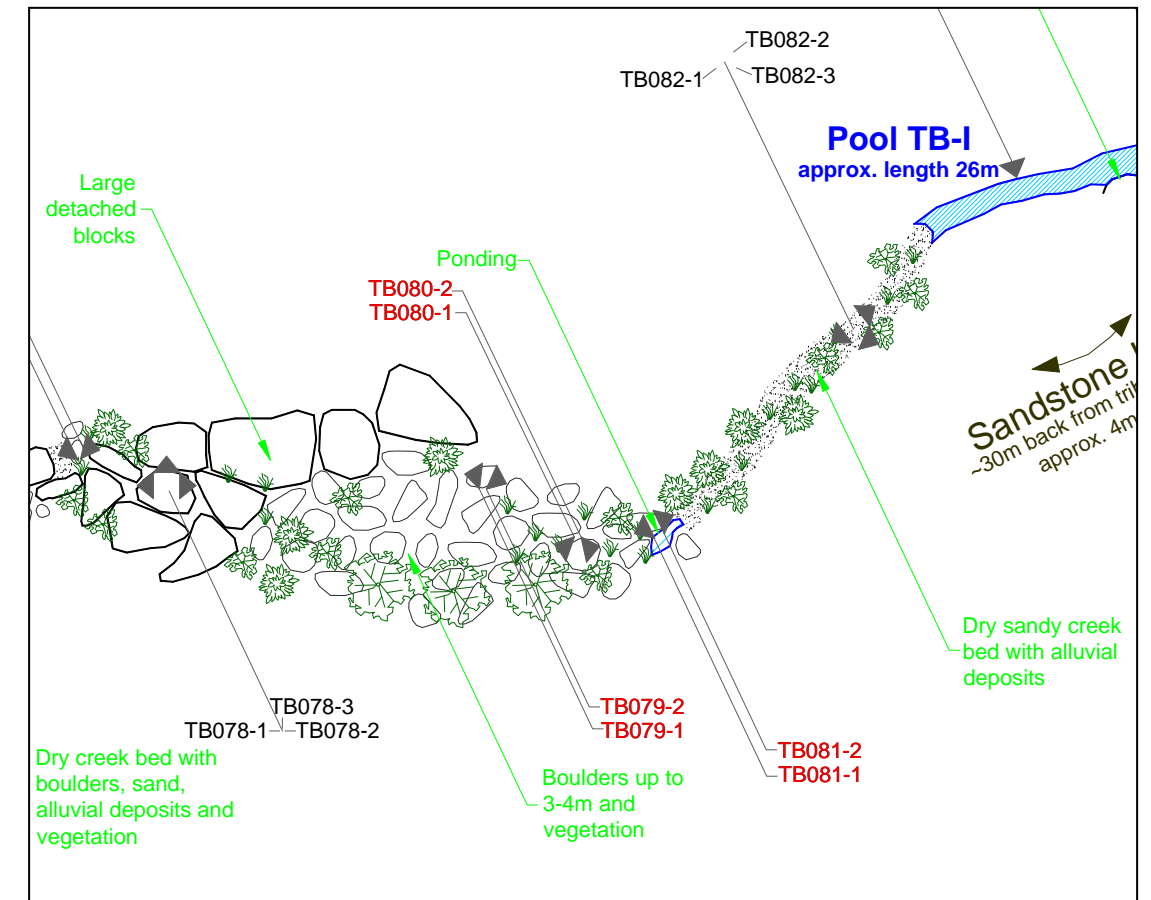 TB082-2
TB082-1
TB082-3
Pool TB-I
approx. length 26m
Large
detached
blocks
Ponding
TB080-2
TB080-1
Sandstone
~30m back from
approx. 4m
Dry sandy creek
bed with alluvial
deposits
TB078-3
TB078-1
TB078-2
TB079-2
TB079-1
TB081-2
TB081-1
Dry creek bed with
boulders, sand,
alluvial deposits and
vegetation
Boulders up to
3-4m and
vegetation